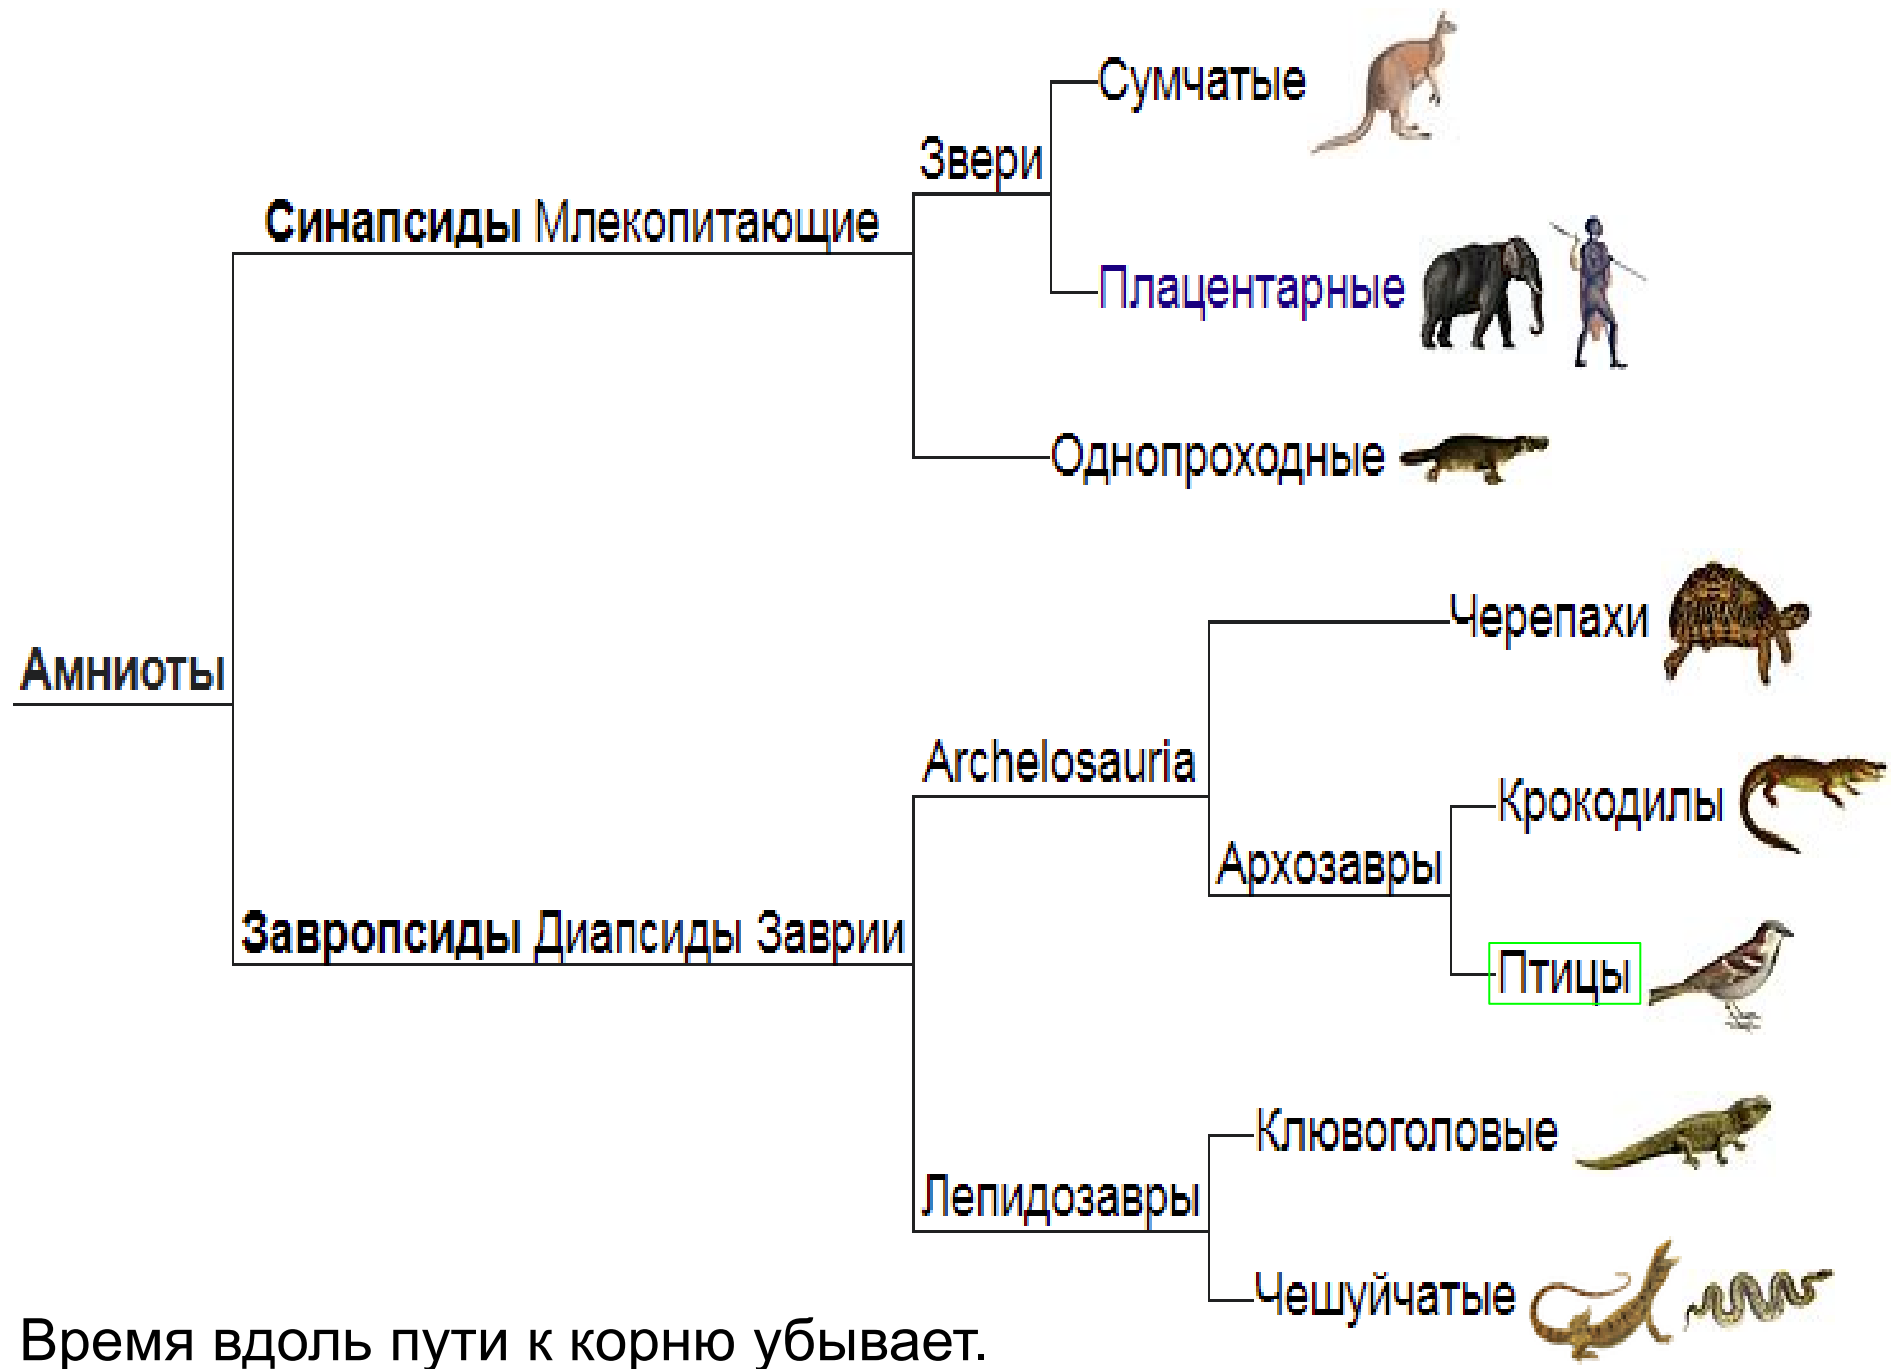 Сумчатые
Звери
Синапсиды Млекопитающие
Плацентарные
Однопроходные
Черепахи
Амниоты
Archelosauria
Крокодилы
Архозавры
Завропсиды Диапсиды Заврии
Птицы
Клювоголовые
Лепидозавры
Чешуйчатые
Время вдоль пути к корню убывает.